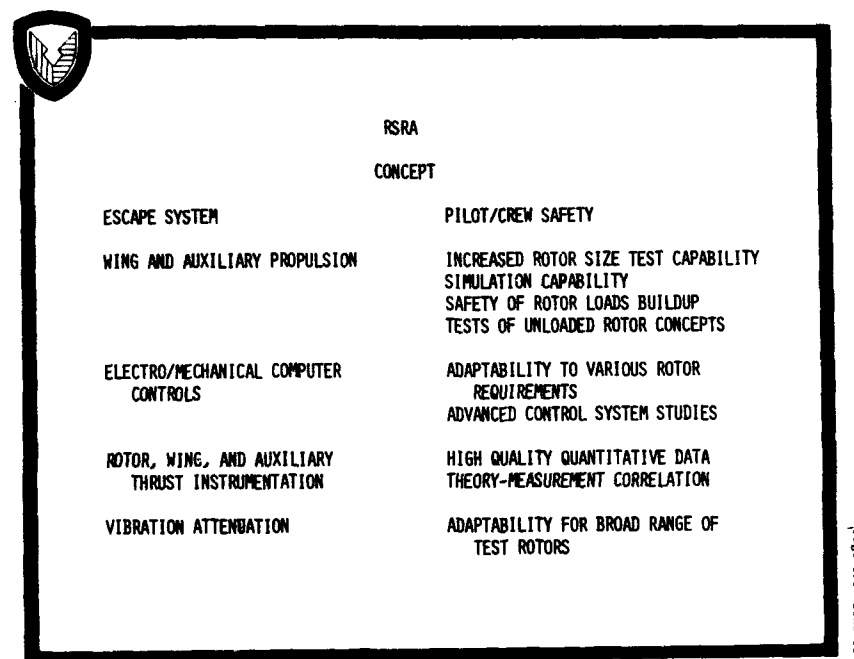 RSRA
CONCEPT
ESCAPE SYSTEM
PILOT/CREW SAFETY
WING AND AUXILIARY PROPULSION
INCREASED ROTOR SIZE TEST CAPABILITY
SIMULATION CAPABILITY
SAFETY OF ROTOR LOADS BUILDUP
TESTS OF UNLOADED ROTOR CONCEPTS
ELECTRO/MECHANICAL COMPUTER
CONTROLS
ADAPTABILITY TO VARIOUS ROTOR
REQUIREMENTS
ADVANCED CONTROL SYSTEM STUDIES
ROTOR, WING, AND AUXILIARY
THRUST INSTRUMENTATION
HIGH QUALITY QUANTITATIVE DATA
THEORY-MEASUREMENT CORRELATION
VIBRATION ATTENUATION
ADAPTABILITY FOR BROAD RANGE OF
TEST ROTORS